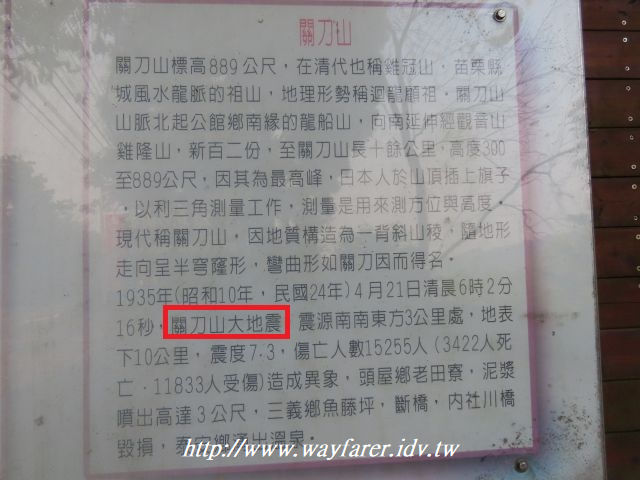 關刀山
關刀山標高889公尺，在清代也稱雞冠山，苗栗縣
城風水龍脈的祖山，地理形勢稱迴龍顧祖。關刀山
山脈北起公館鄉南緣的龍船山，向南延伸經觀音山
雞隆山，新百二份，至關刀山長十餘公里，高度300
至889公尺，因其為最高峰，日本人於山頂插上旗子
。以利三角測量工作，測量是用來測方位與高度。
現代稱關刀山，因地質構造為一背斜山稜，隨地形
走向呈半穹窿形，彎曲形如關刀因而得名。
1935年(昭和10年，民國24年)4月21日清晨6時2分
16秒，關刀山大地震 震源南南東方3公里處，地表
下10公里，震度7.3，傷亡人數15255人(3422人死
亡．11833人受傷)造成異象，頭屋鄉老田寮，泥漿
噴出高達3公尺，三義鄉魚藤坪，斷橋，內社川橋
毀損，泰安鄉湧出溫泉。
http://www.wayfarer.idv.tw